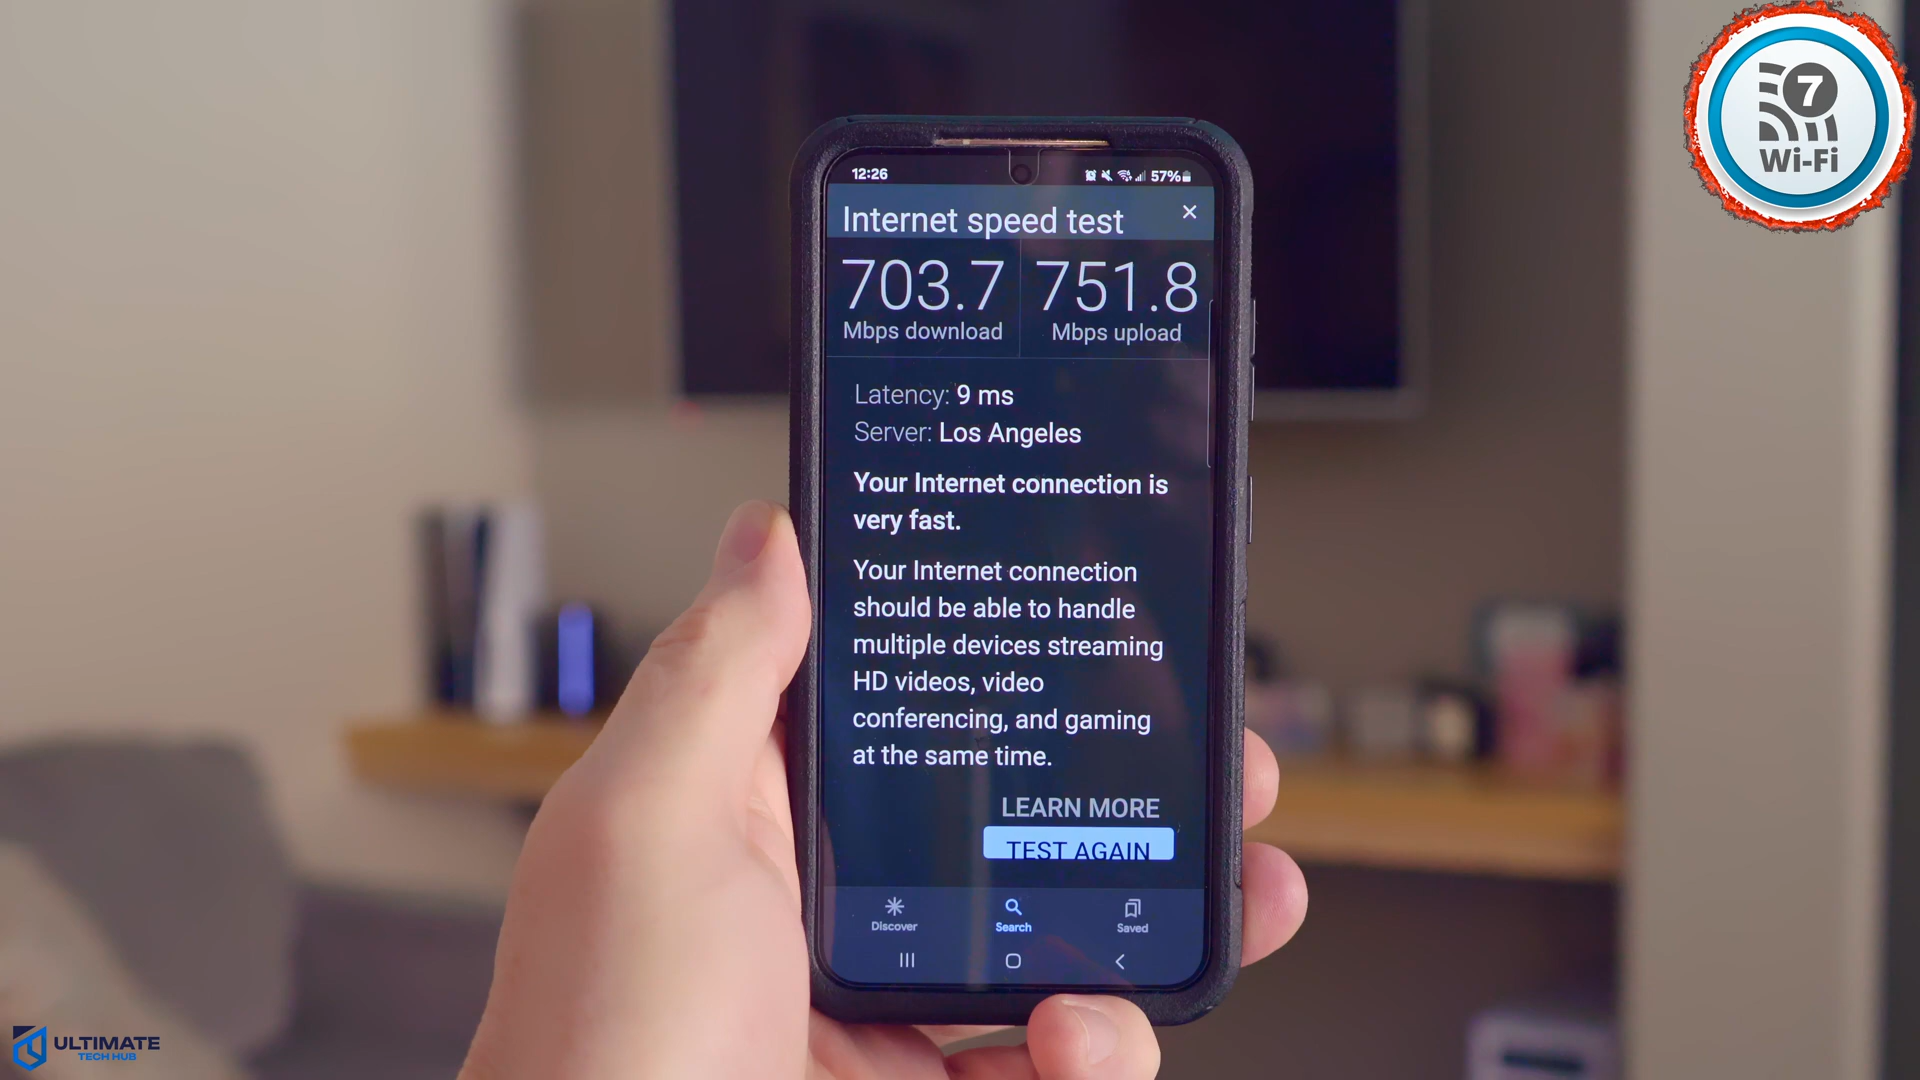 7
Wi-Fi
12:26
57%
Internet speed test
703.7
751.8
Mbps download
Mbps upload
Latency: 9 ms
Server: Los Angeles
Your Internet connection is
very fast.
Your Internet connection
should be able to handle
multiple devices streaming
HD videos, video
conferencing, and gaming
at the same time.
LEARN MORE
TEST AGAIN
Discover
Search
Saved
ULTIMATE
TECH HUB